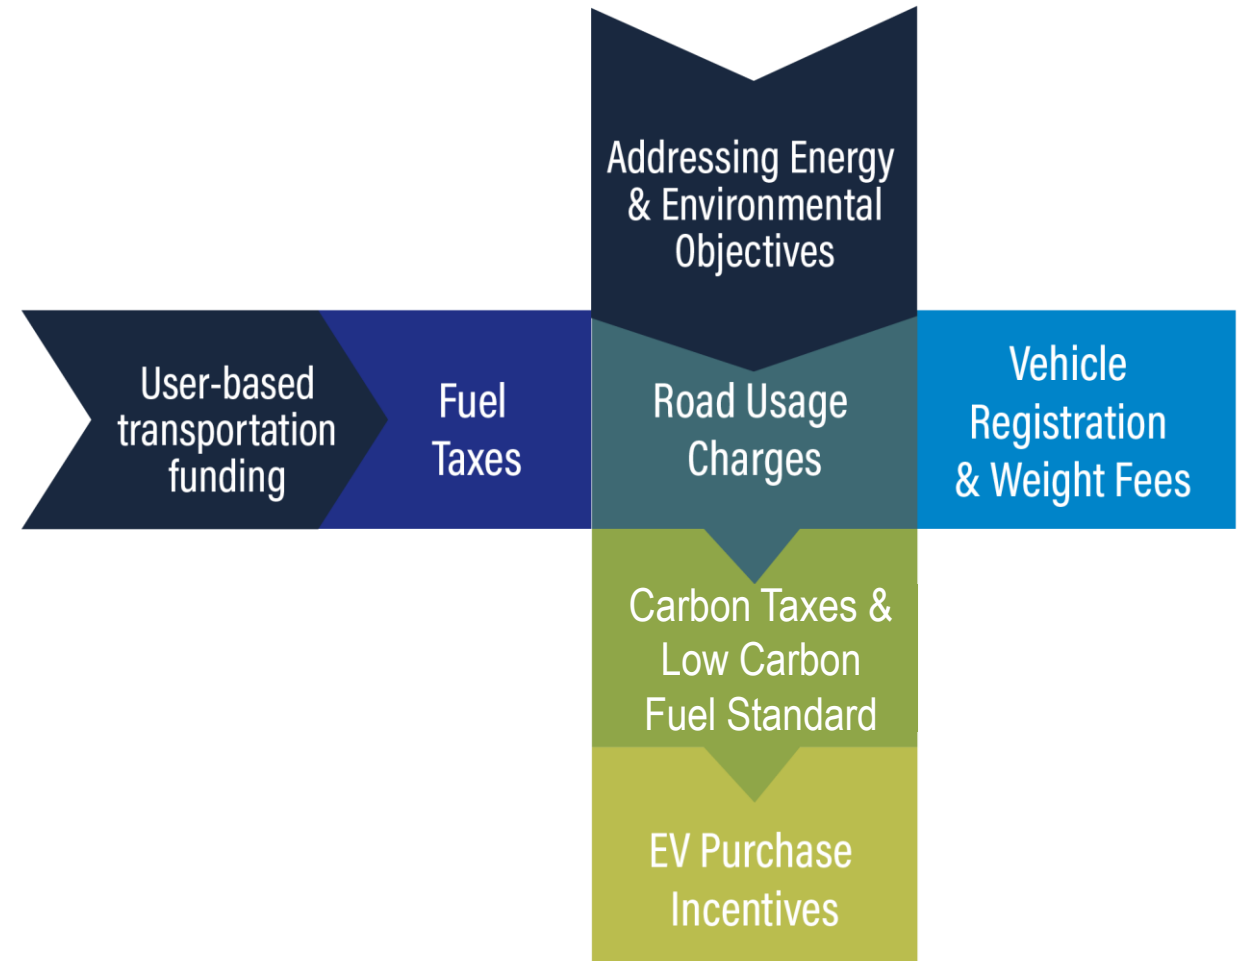 Addressing Energy
& Environmental
Objectives
User-based
transportation
funding
Fuel
Taxes
Road Usage
Charges
Vehicle
Registration
& Weight Fees
Carbon Taxes &
Low Carbon
Fuel Standard
EV Purchase
Incentives